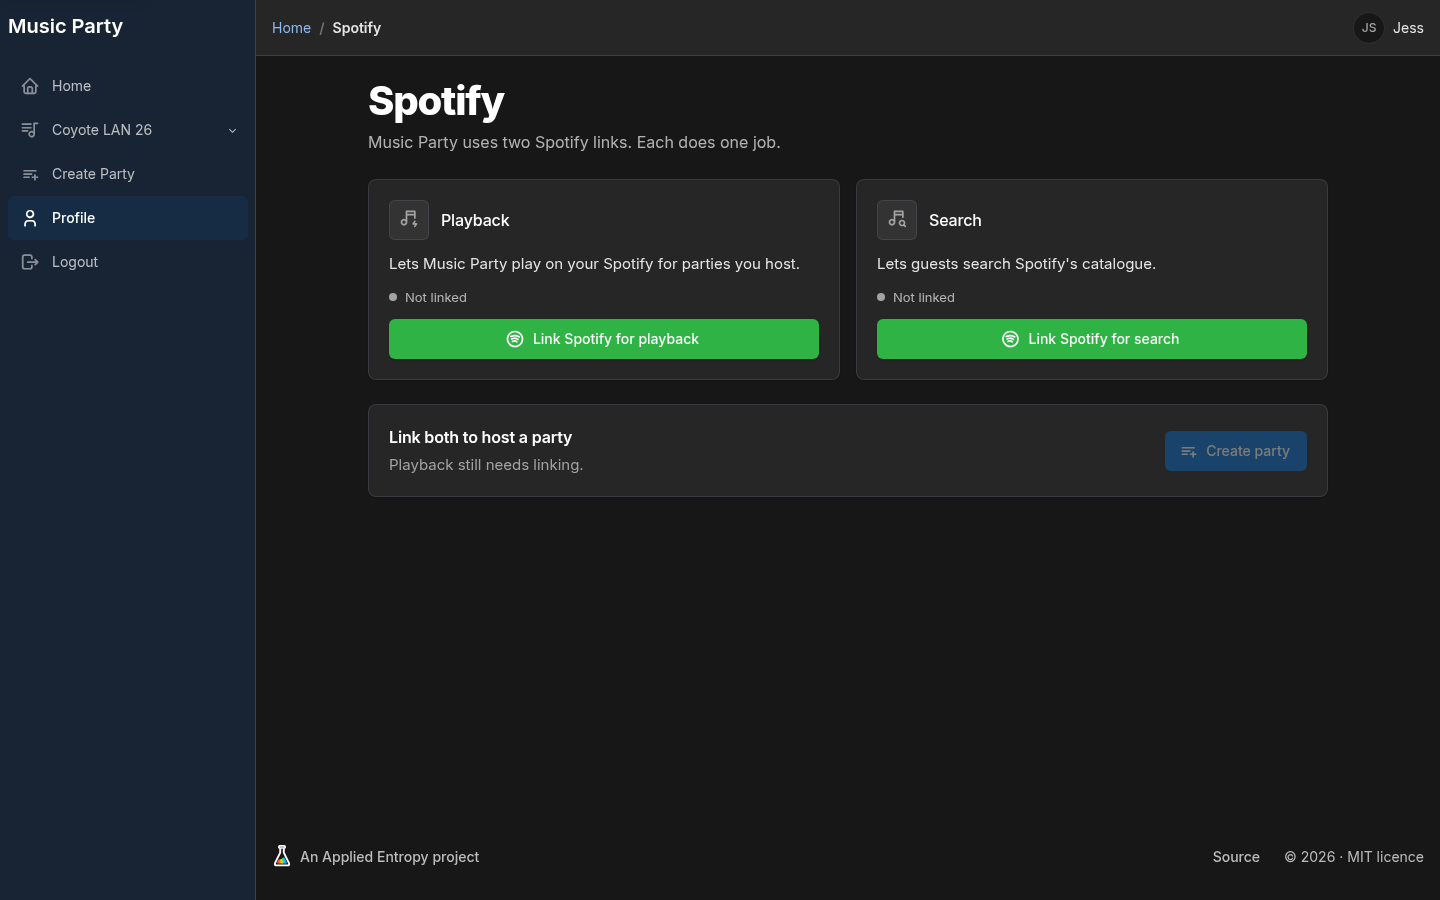 Music Party
Home
Coyote LAN 26
Create Party
Profile
Logout
Home / Spotify
JS Jess
Spotify
Music Party uses two Spotify links. Each does one job.
Playback
Lets Music Party play on your Spotify for parties you host.
Not linked
Link Spotify for playback
Search
Lets guests search Spotify's catalogue.
Not linked
Link Spotify for search
Link both to host a party
Playback still needs linking.
Create party
An Applied Entropy project
Source
© 2026 · MIT licence